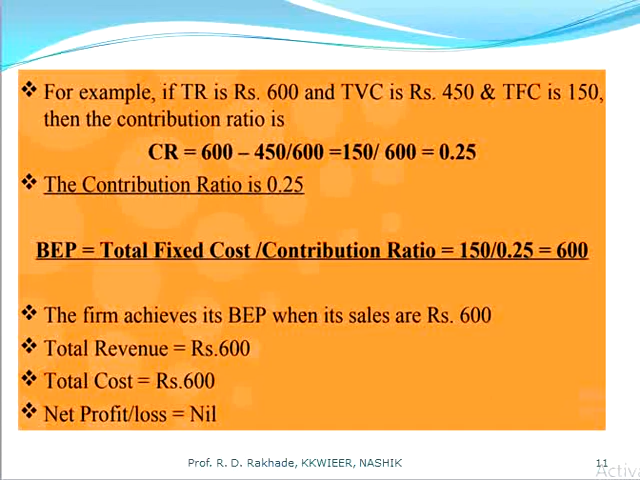 ❖ For example, if TR is Rs. 600 and TVC is Rs. 450 & TFC is 150,
then the contribution ratio is
CR = 600 – 450/600 =150/ 600 = 0.25
❖ The Contribution Ratio is 0.25
BEP = Total Fixed Cost /Contribution Ratio = 150/0.25 = 600
❖ The firm achieves its BEP when its sales are Rs. 600
❖ Total Revenue = Rs.600
❖ Total Cost = Rs.600
❖ Net Profit/loss = Nil
Prof. R. D. Rakhade, KKWIEER, NASHIK
11